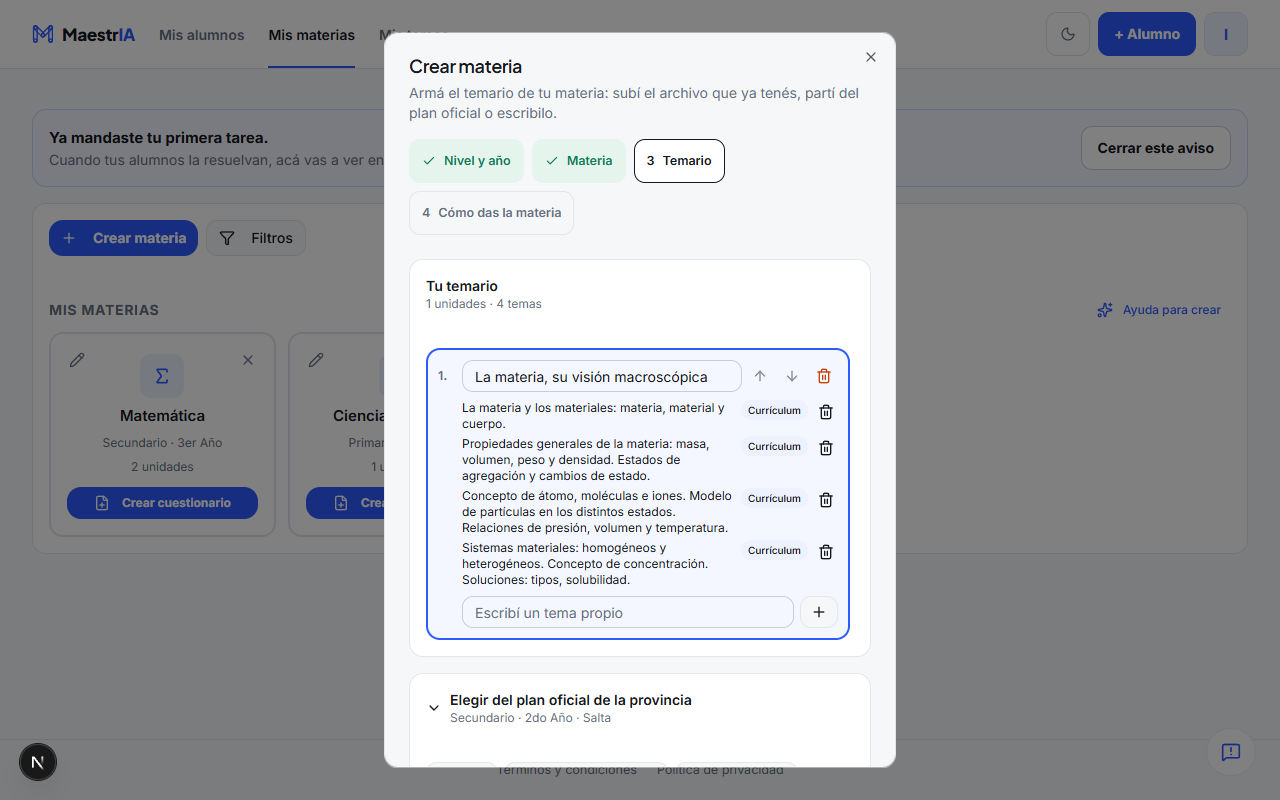 MaestrIA
Mis alumnos
Mis materias
+ Alumno
I
Ya mandaste tu primera tarea.
Cuando tus alumnos la resuelvan, acá vas a ver en
Cerrar este aviso
Crear materia
Filtros
MIS MATERIAS
Ayuda para crear
Matemática
Secundario · 3er Año
2 unidades
Crear cuestionario
Crear materia
Armá el temario de tu materia: subí el archivo que ya tenés, partí del
plan oficial o escribilo.
Nivel y año
Materia
3 Temario
4 Cómo das la materia
Tu temario
1 unidades · 4 temas
1.
La materia, su visión macroscópica
La materia y los materiales: materia, material y
cuerpo.
Currículum
Propiedades generales de la materia: masa,
volumen, peso y densidad. Estados de
agregación y cambios de estado.
Currículum
Concepto de átomo, moléculas e iones. Modelo
de partículas en los distintos estados.
Relaciones de presión, volumen y temperatura.
Currículum
Sistemas materiales: homogéneos y
heterogéneos. Concepto de concentración.
Soluciones: tipos, solubilidad.
Currículum
Escribí un tema propio
Elegir del plan oficial de la provincia
Secundario · 2do Año · Salta
Términos y condiciones
Política de privacidad
N